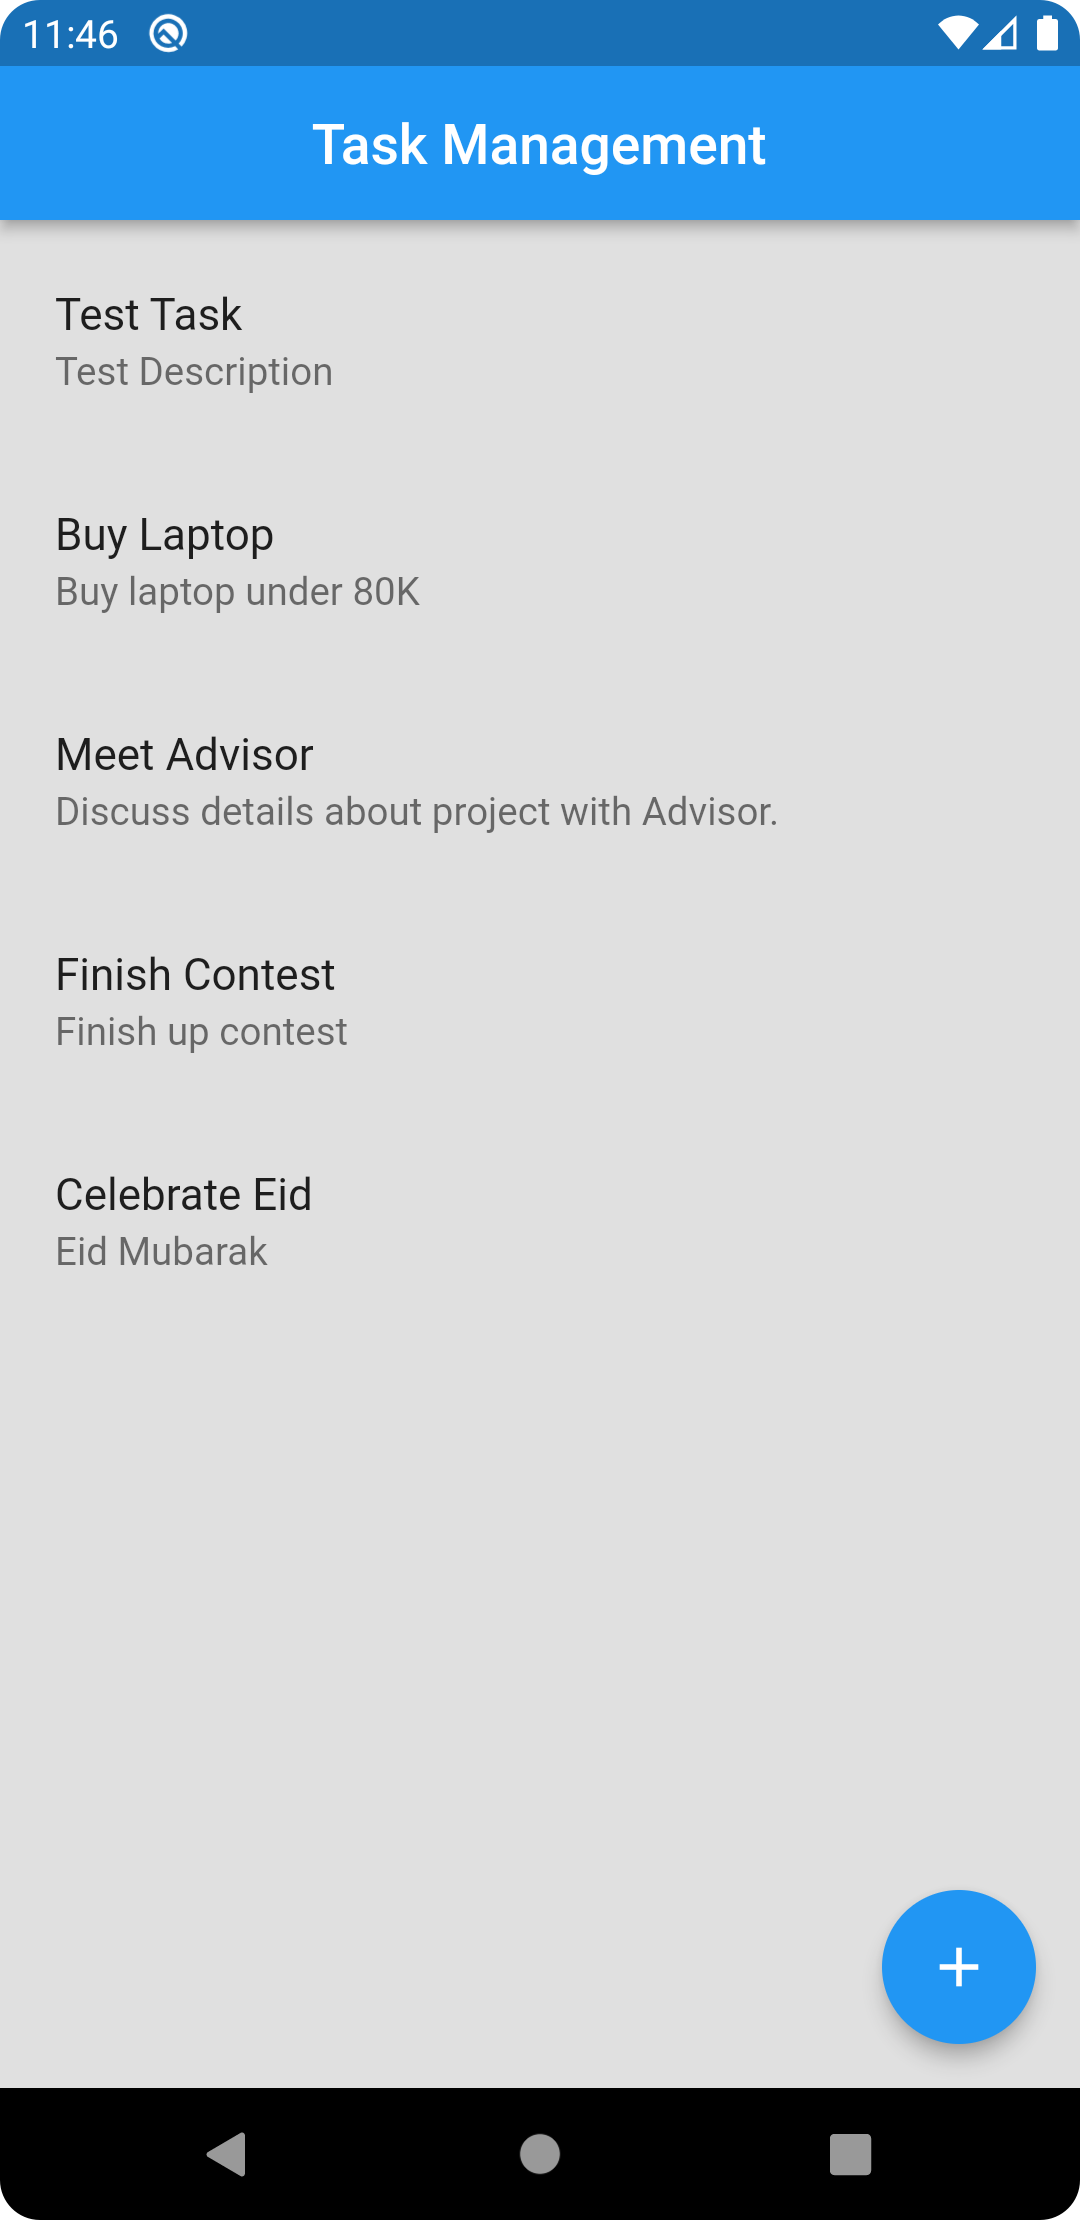 11:46
Task Management
Test Task
Test Description
Buy Laptop
Buy laptop under 80K
Meet Advisor
Discuss details about project with Advisor.
Finish Contest
Finish up contest
Celebrate Eid
Eid Mubarak